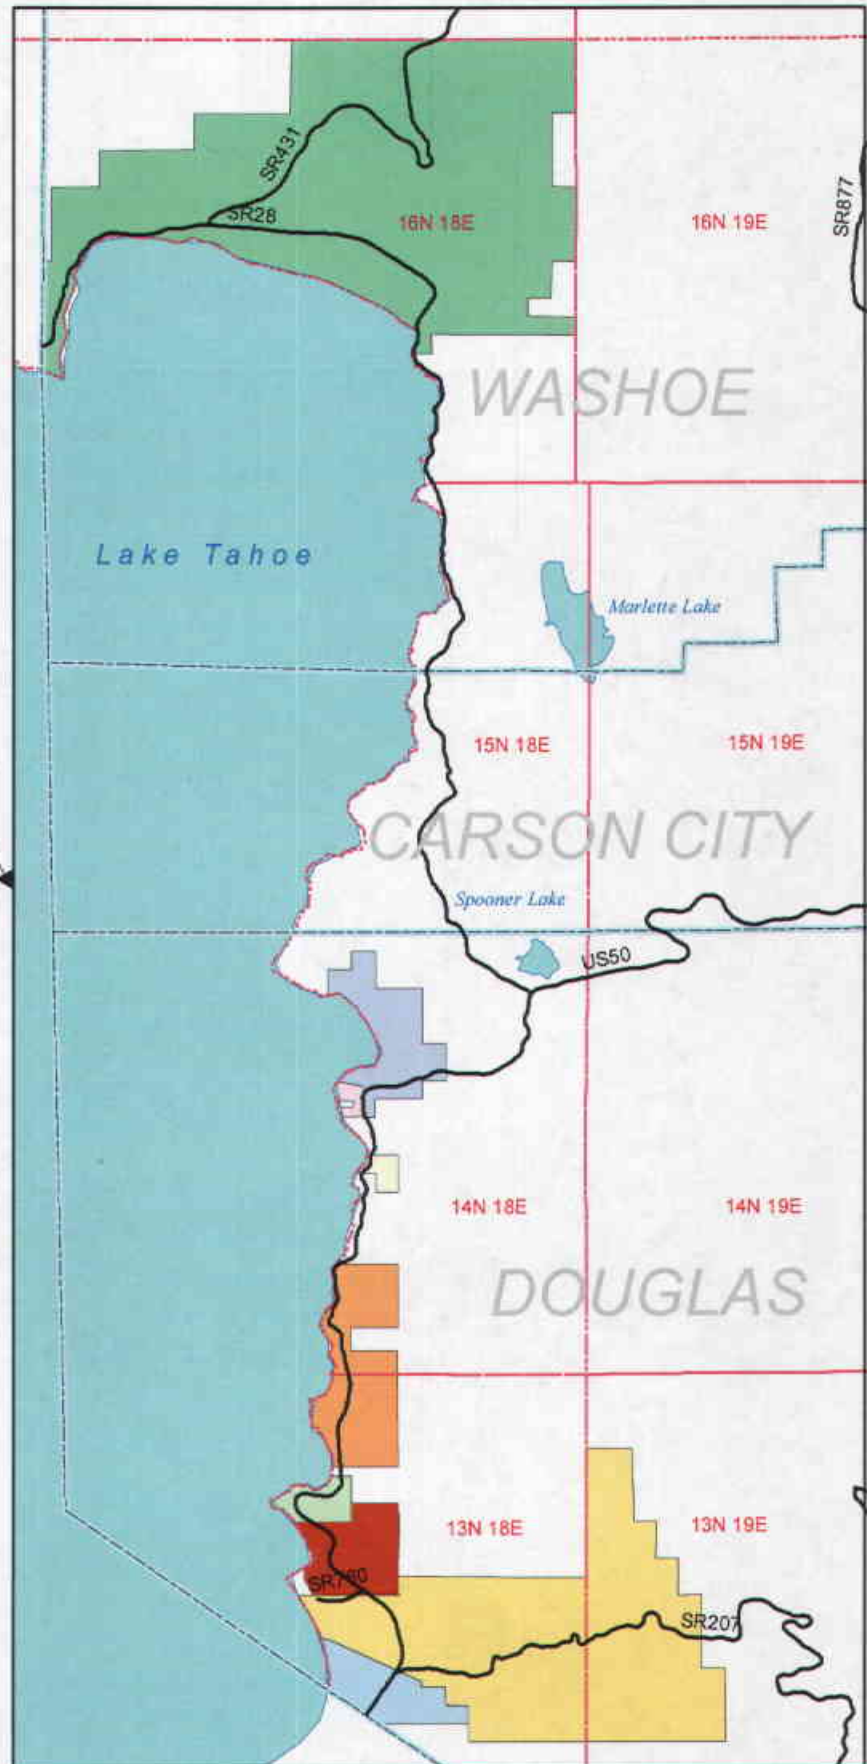 SR431
SR28
16N 18E
16N 19E
SR877
WASHOE
Lake Tahoe
Marlette Lake
15N 18E
15N 19E
CARSON CITY
Spooner Lake
US50
14N 18E
14N 19E
DOUGLAS
13N 18E
13N 19E
SR760
SR207